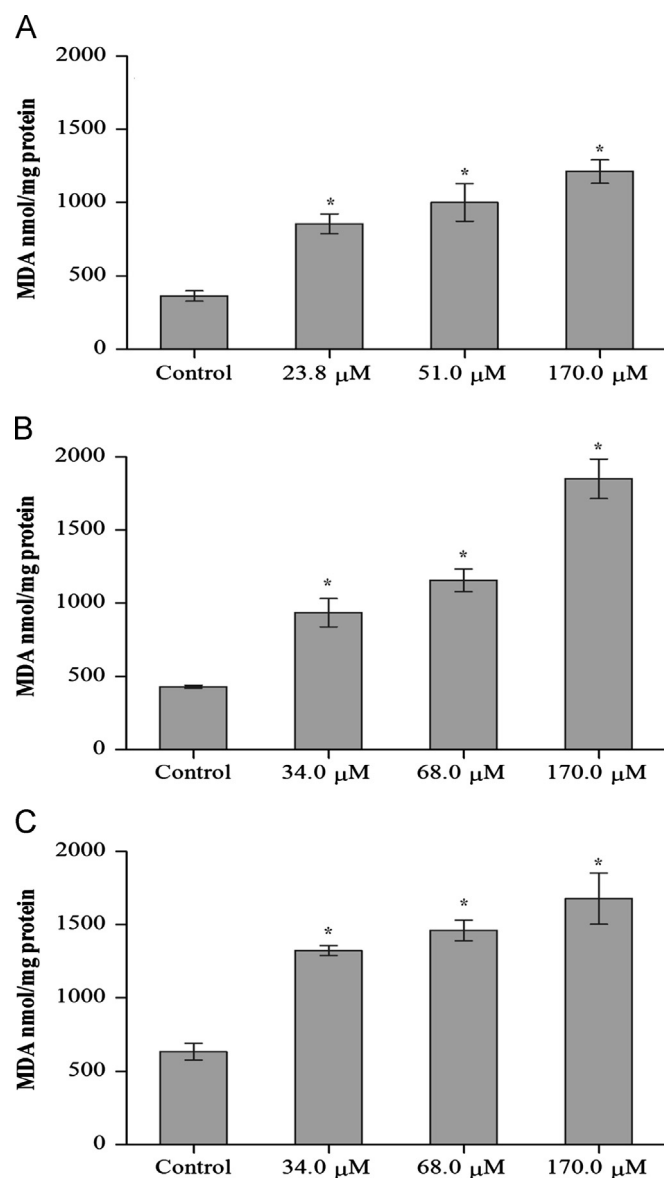 A
MDA nmol/mg protein
2000
*
1500
*
*
1000
500
0
Control 23.8 µM 51.0 µM 170.0 µM
B
MDA nmol/mg protein
2000
*
1500
*
*
1000
500
0
Control 34.0 µM 68.0 µM 170.0 µM
C
MDA nmol/mg protein
2000
*
*
*
1500
1000
500
0
Control 34.0 µM 68.0 µM 170.0 µM